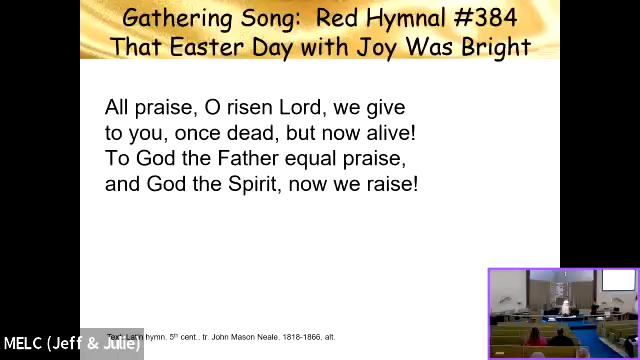 Gathering Song:  Red Hymnal #384
That Easter Day with Joy Was Bright
All praise, O risen Lord, we give
to you, once dead, but now alive!
To God the Father equal praise,
and God the Spirit, now we raise!
Text: Latin hymn, 5th cent., tr. John Mason Neale, 1818-1866, alt.
MELC (Jeff & Julie)